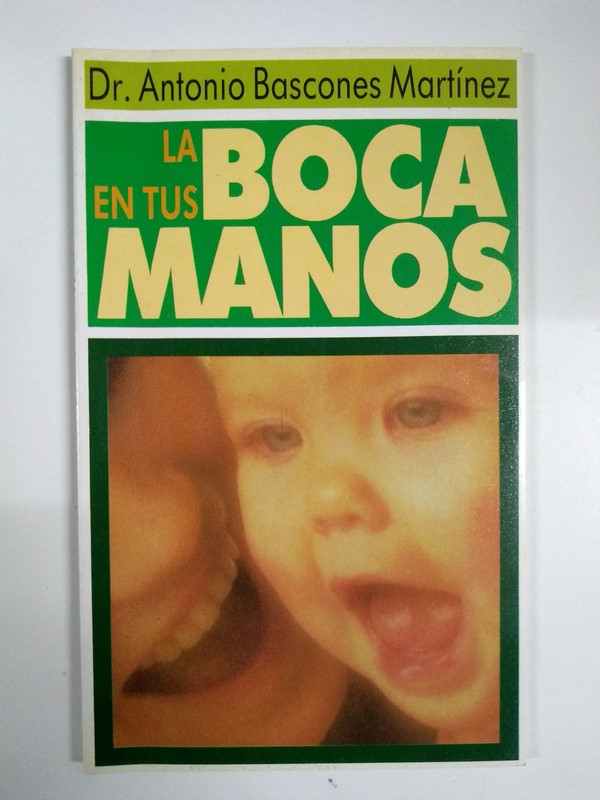 Dr. Antonio Bascones Martínez
LA BOCA
EN TUS
MANOS